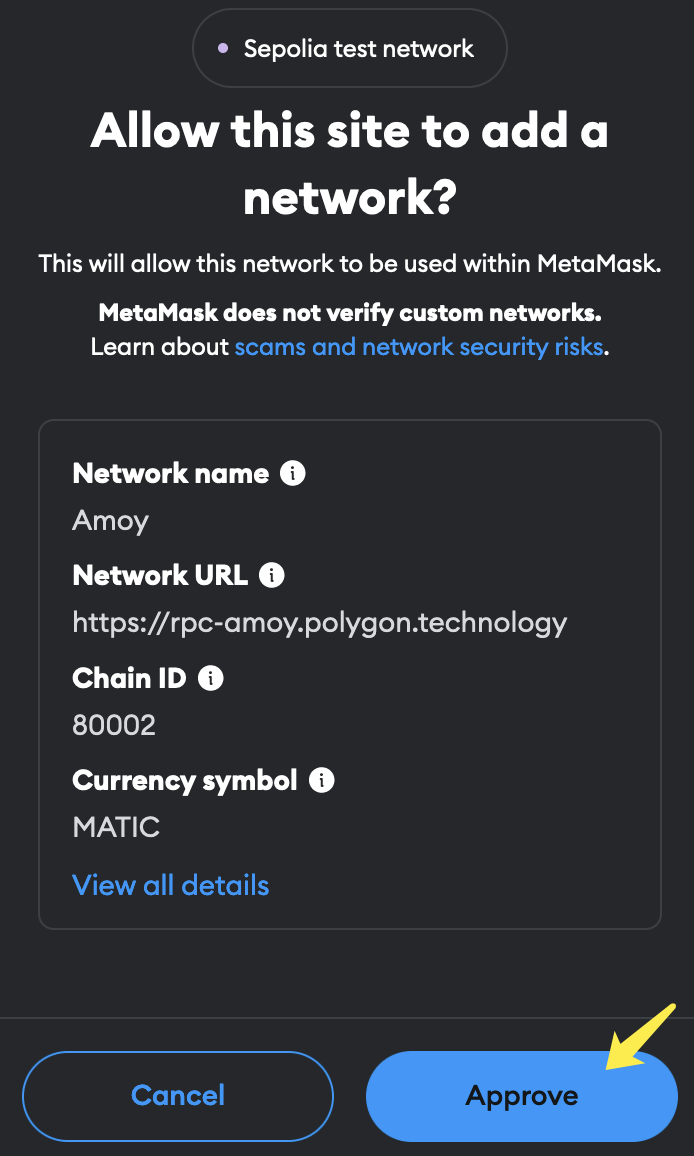 Sepolia test network
Allow this site to add a
network?
This will allow this network to be used within MetaMask.
MetaMask does not verify custom networks.
Learn about scams and network security risks.
Network name
Amoy
Network URL
https://rpc-amoy.polygon.technology
Chain ID
80002
Currency symbol
MATIC
View all details
Cancel
Approve